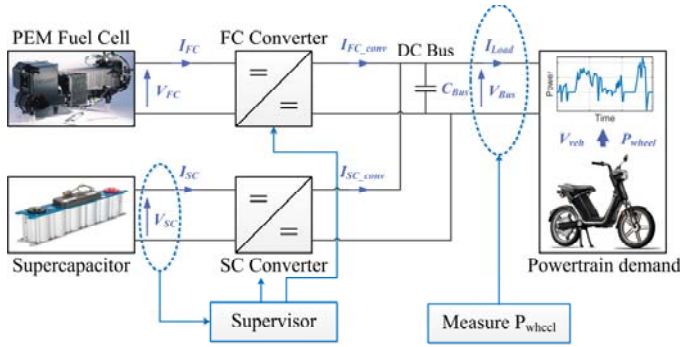 PEM Fuel Cell
FC Converter
I_FC
I_FC_conv
DC Bus
I_Load
V_FC
C_Bus
V_Bus
Power
Time
V_veh P_wheel
I_SC
I_SC_conv
V_SC
Supercapacitor
SC Converter
Powertrain demand
Supervisor
Measure P_wheel